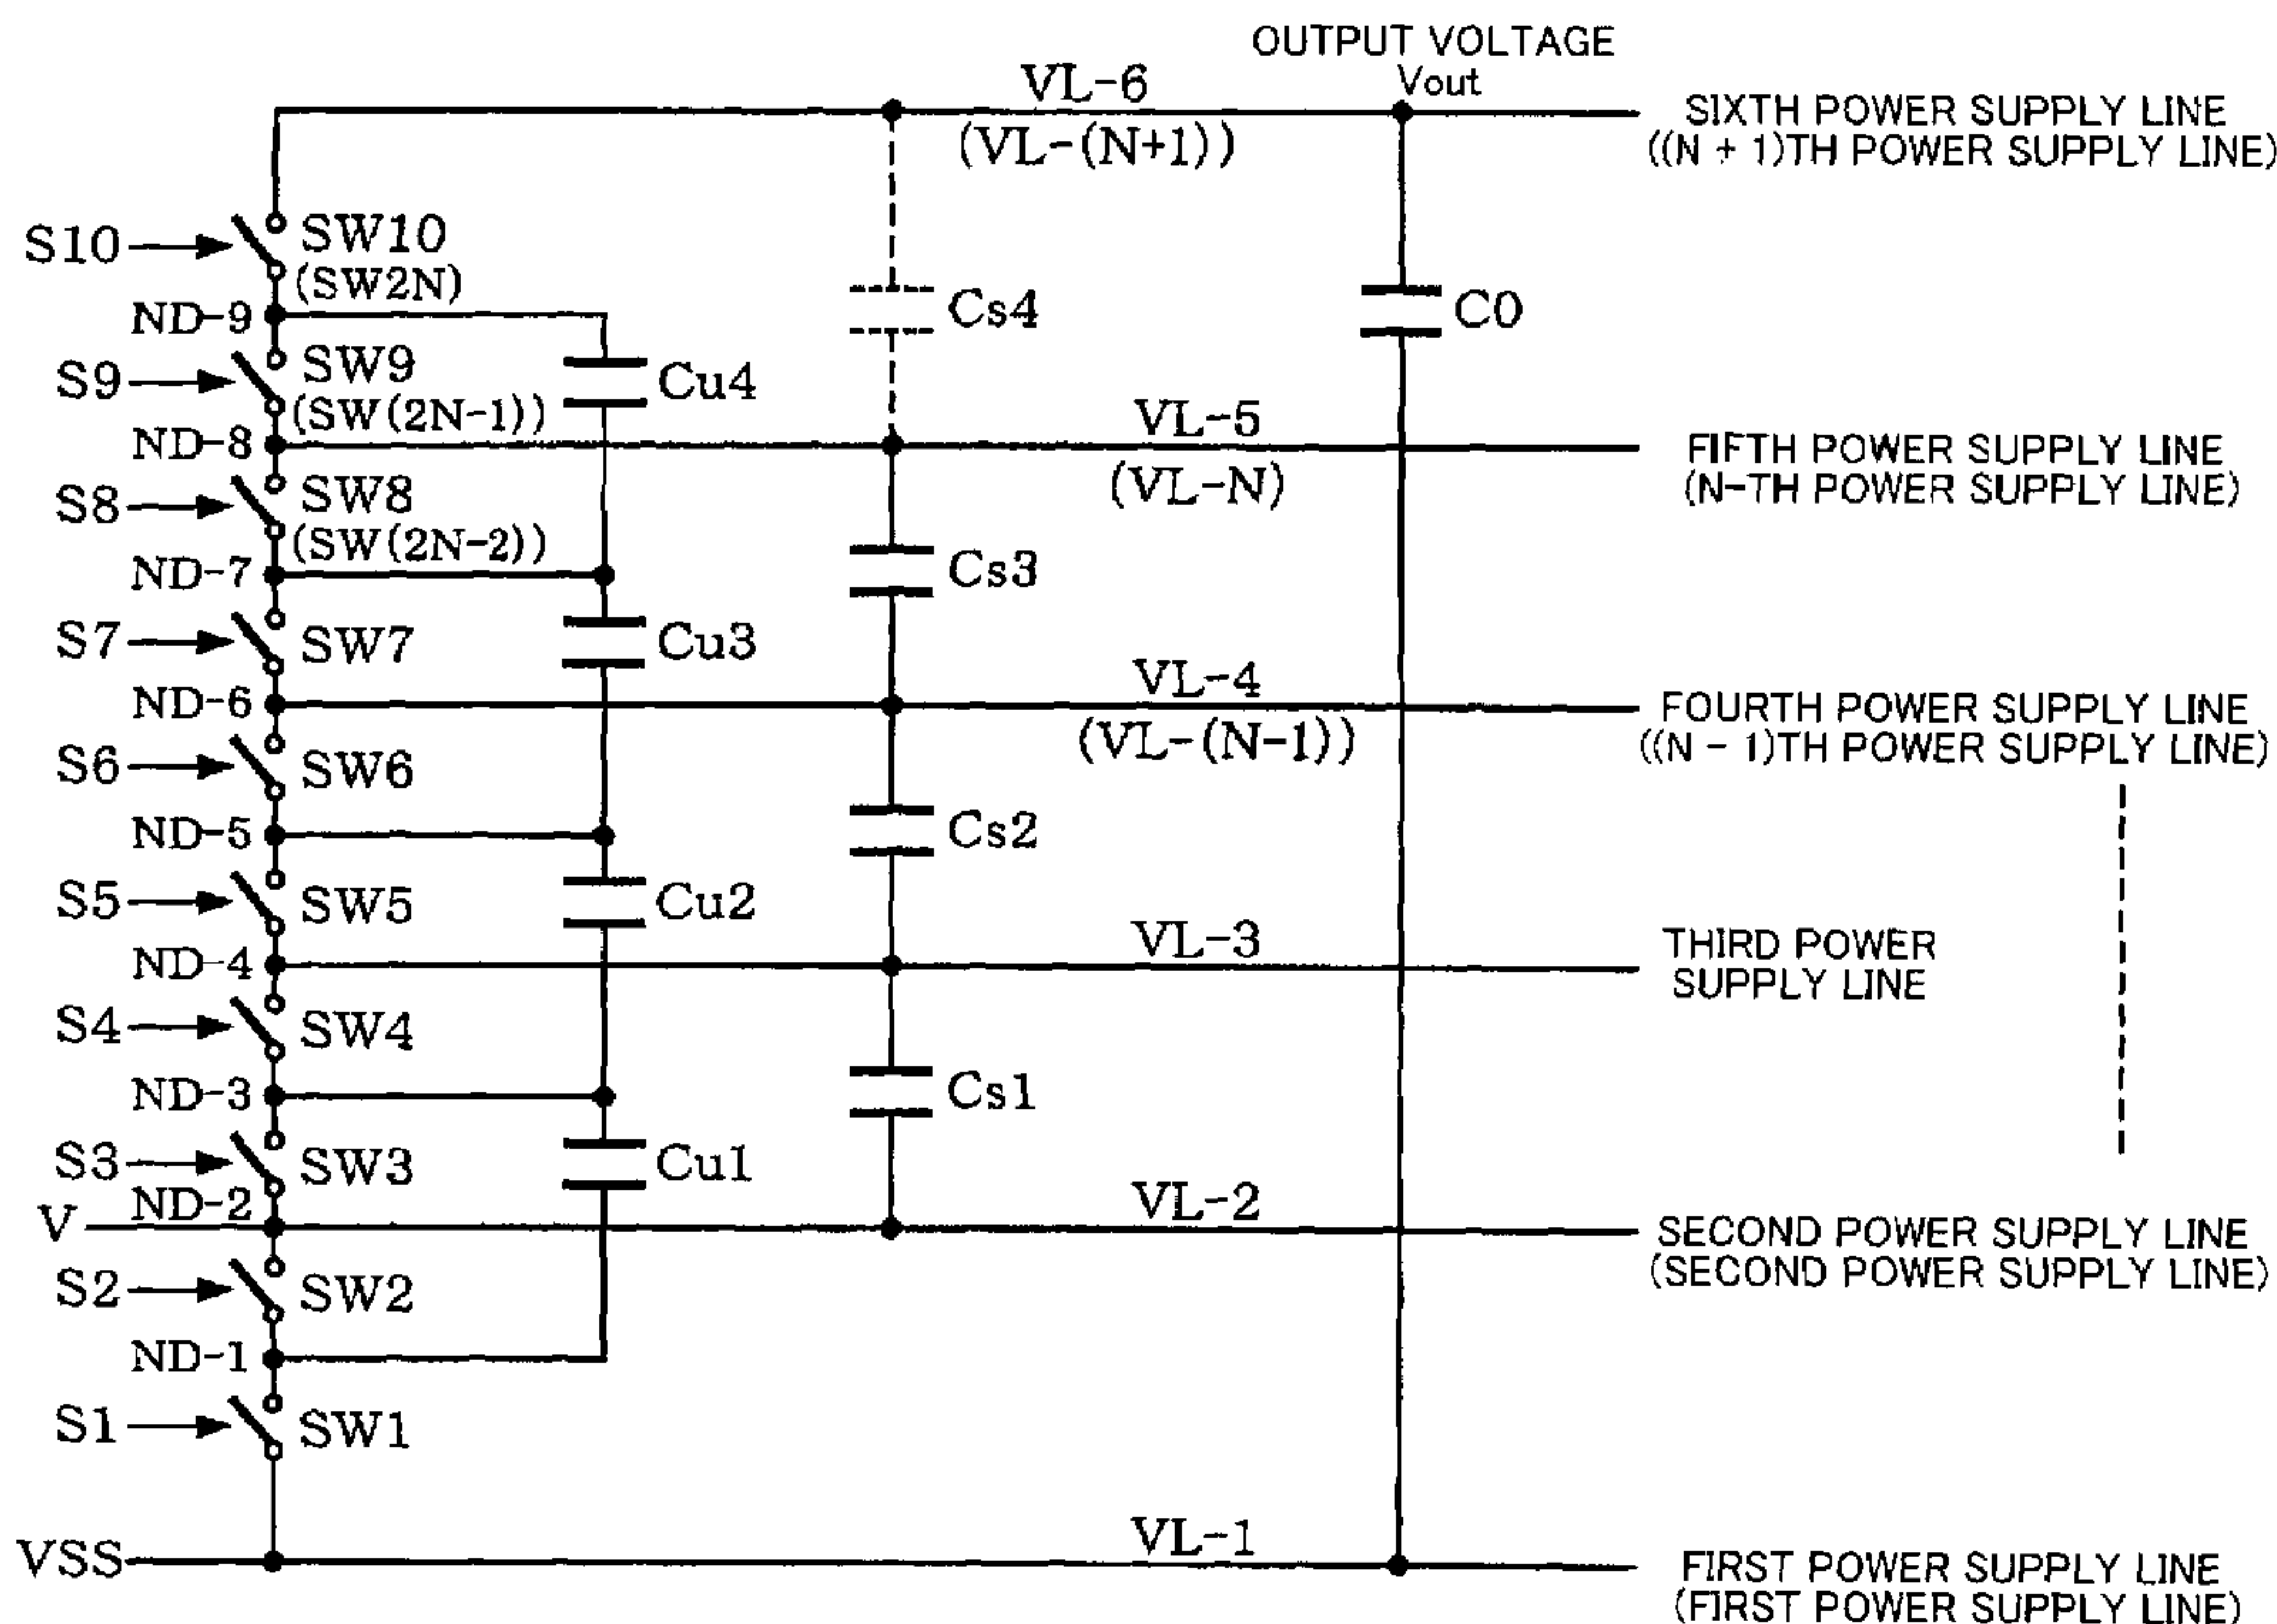 OUTPUT VOLTAGE
Vout
VL-6
(VL-(N+1))
SIXTH POWER SUPPLY LINE
((N + 1)TH POWER SUPPLY LINE)
S10
SW10
(SW2N)
ND-9
Cs4
C0
S9
SW9
(SW(2N-1))
Cu4
ND-8
VL-5
(VL-N)
FIFTH POWER SUPPLY LINE
(N-TH POWER SUPPLY LINE)
S8
SW8
(SW(2N-2))
ND-7
Cs3
S7
SW7
Cu3
ND-6
VL-4
(VL-(N-1))
FOURTH POWER SUPPLY LINE
((N - 1)TH POWER SUPPLY LINE)
S6
SW6
ND-5
Cs2
S5
SW5
Cu2
ND-4
VL-3
THIRD POWER
SUPPLY LINE
S4
SW4
ND-3
Cs1
S3
SW3
Cu1
ND-2
V
VL-2
SECOND POWER SUPPLY LINE
(SECOND POWER SUPPLY LINE)
S2
SW2
ND-1
S1
SW1
VSS
VL-1
FIRST POWER SUPPLY LINE
(FIRST POWER SUPPLY LINE)